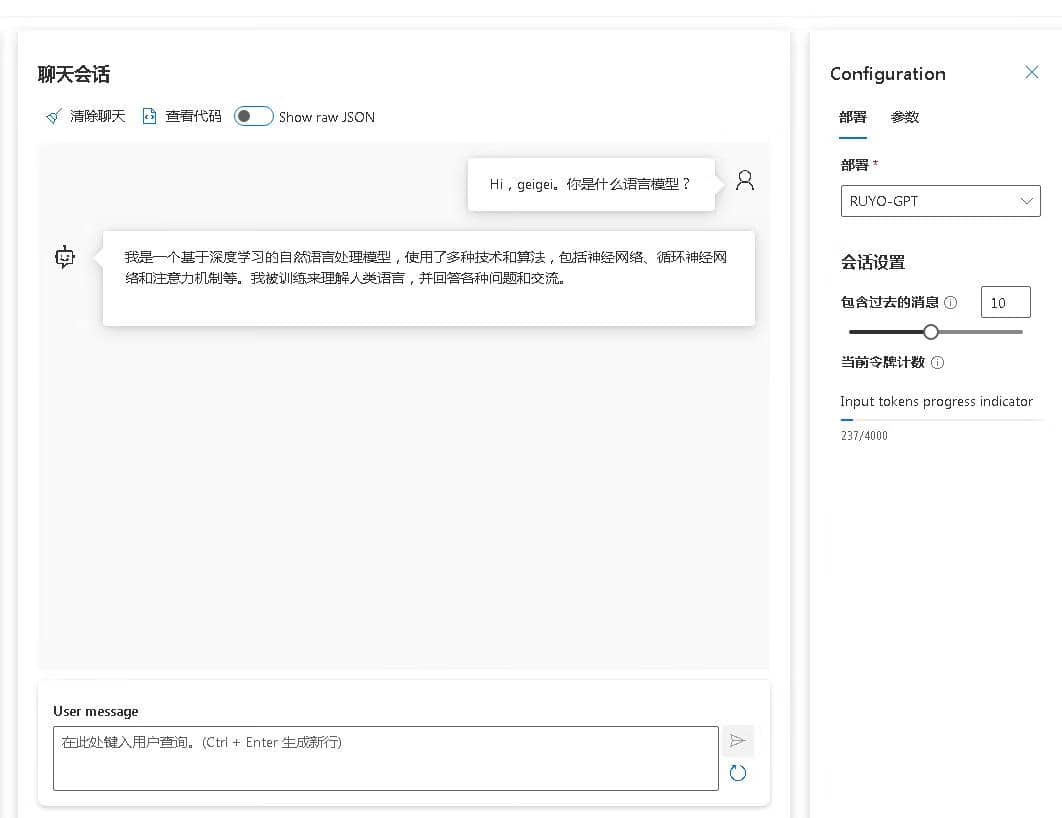 聊天会话
清除聊天 查看代码 Show raw JSON
Hi，geigei。你是什么语言模型？
我是一个基于深度学习的自然语言处理模型，使用了多种技术和算法，包括神经网络、循环神经网
络和注意力机制等。我被训练来理解人类语言，并回答各种问题和交流。
User message
在此处键入用户查询。(Ctrl + Enter 生成新行)
Configuration
部署 参数
部署 *
RUYO-GPT
会话设置
包含过去的消息 10
当前令牌计数
Input tokens progress indicator
237/4000